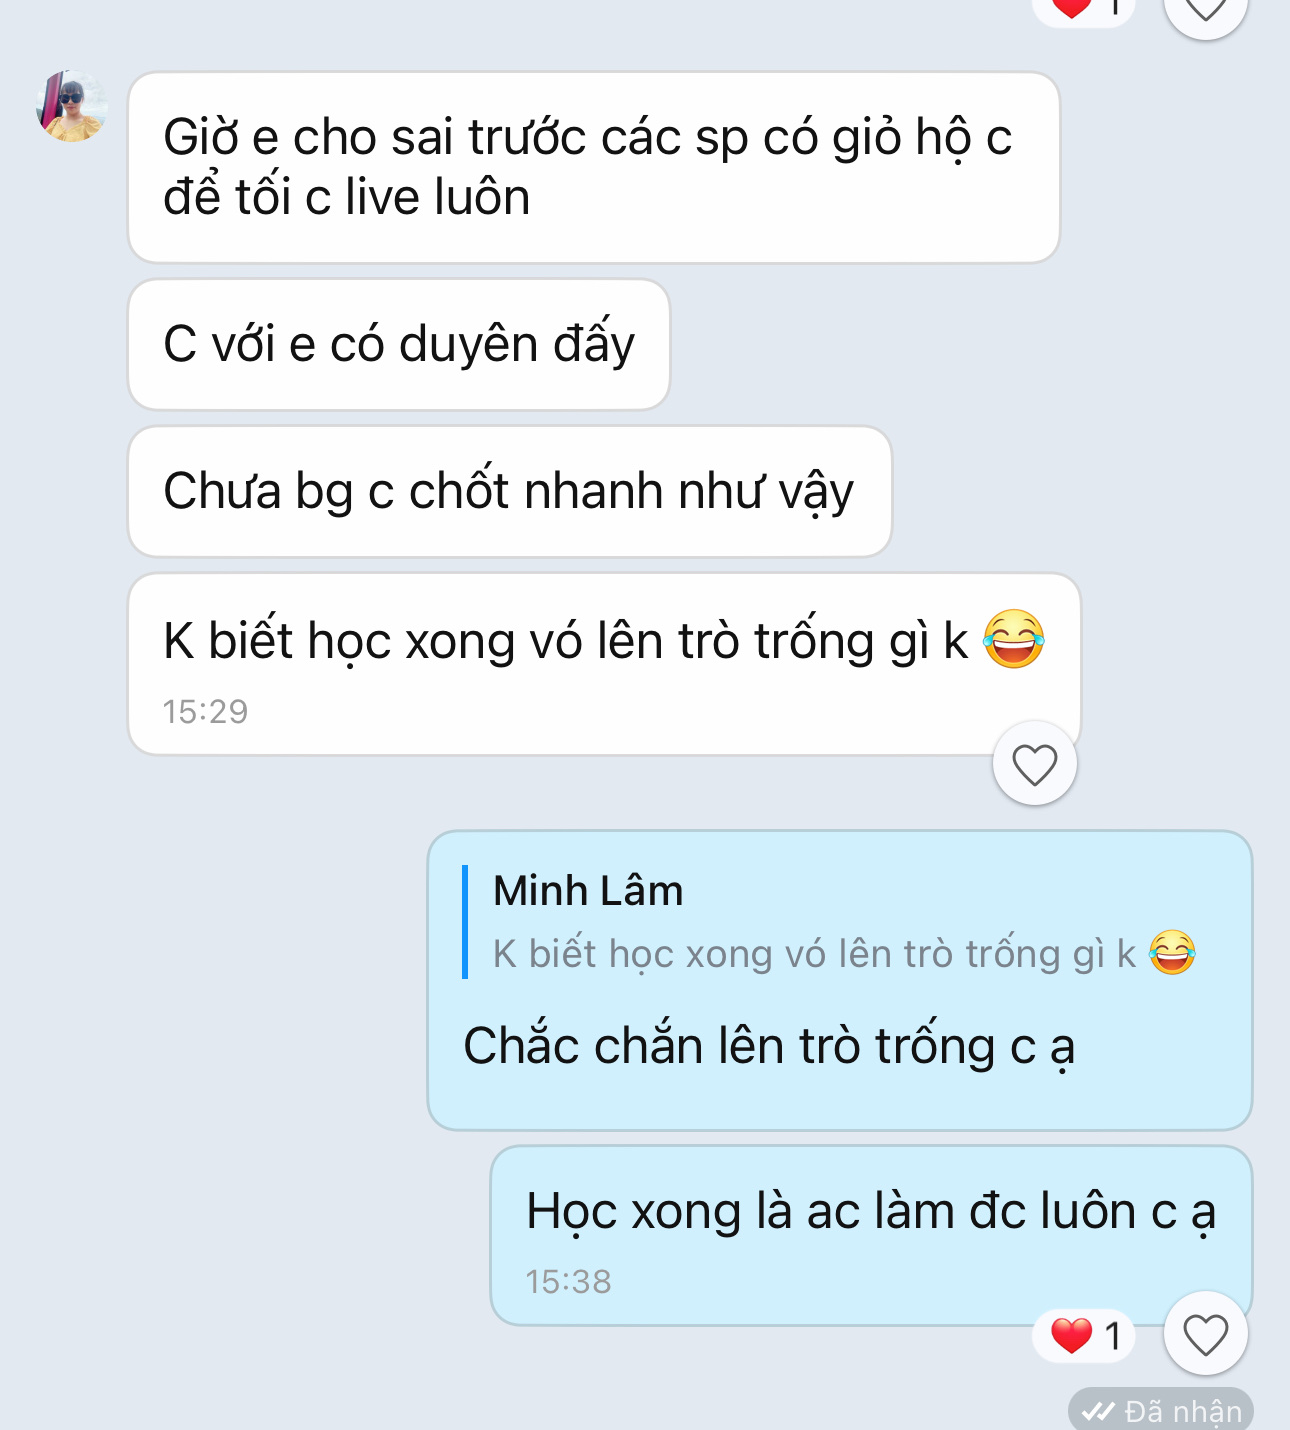 1
Giờ e cho sai trước các sp có giỏ hộ c
để tối c live luôn
C với e có duyên đấy
Chưa bg c chốt nhanh như vậy
K biết học xong vó lên trò trống gì k 😂
15:29
Minh Lâm
K biết học xong vó lên trò trống gì k 😂
Chắc chắn lên trò trống c ạ
Học xong là ac làm đc luôn c ạ
15:38
1
Đã nhận